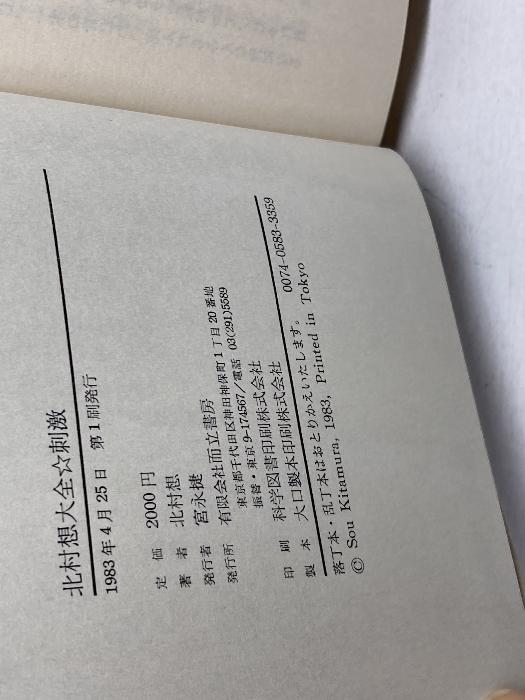 北村想大全☆刺激
1983年4月25日 第1刷発行
定価 2000円
著者 北村想
発行者 宮永捷
発行所 有限会社而立書房
東京都千代田区神田神保町1丁目20番地
振替・東京9-174567/電話 03(291)5589
印刷 科学図書印刷株式会社
製本 大口製本印刷株式会社
落丁本・乱丁本はおとりかえいたします。 0074-0583-3359
© Sou Kitamura, 1983, Printed in Tokyo